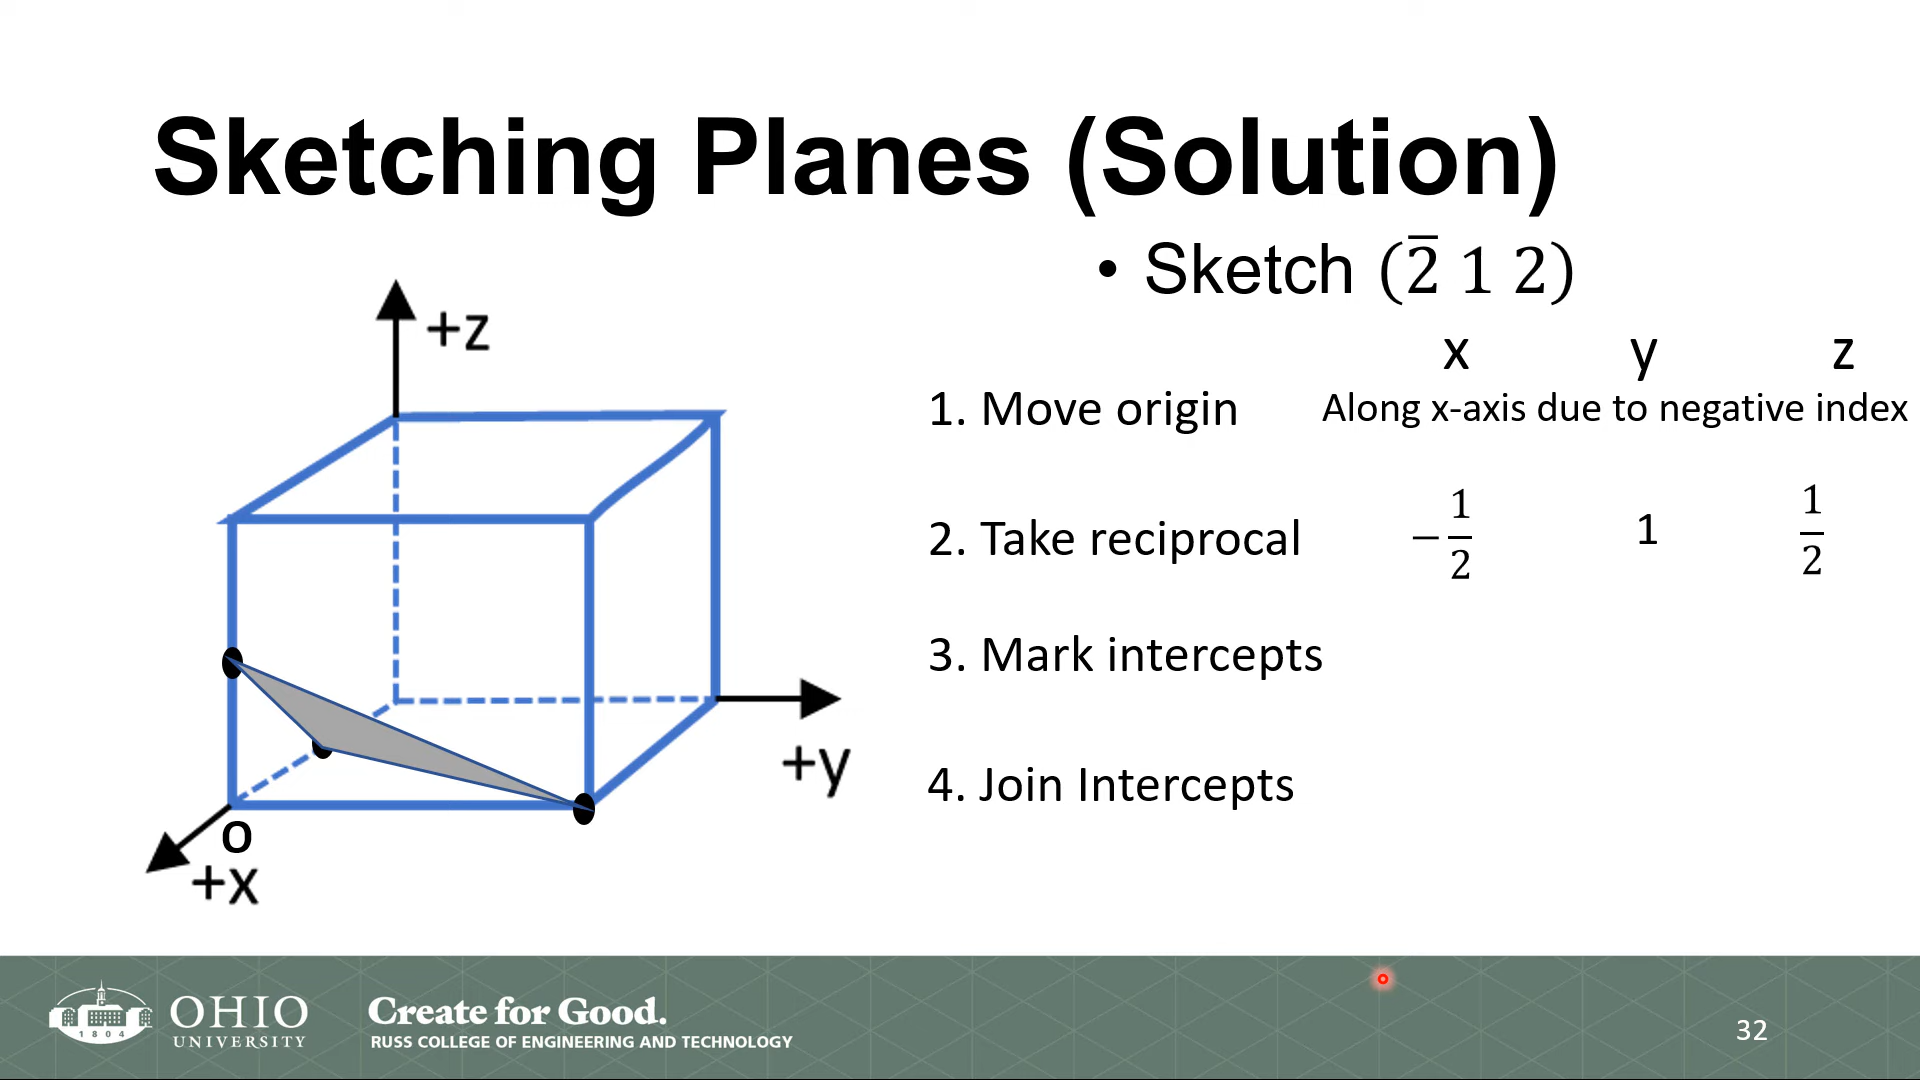 Sketching Planes (Solution)
• Sketch (2̅ 1 2)
x y z
1. Move origin Along x-axis due to negative index
2. Take reciprocal −1/2 1 1/2
3. Mark intercepts
4. Join Intercepts
+z
+y
O
+x
1804
OHIO
UNIVERSITY
Create for Good.
RUSS COLLEGE OF ENGINEERING AND TECHNOLOGY
32